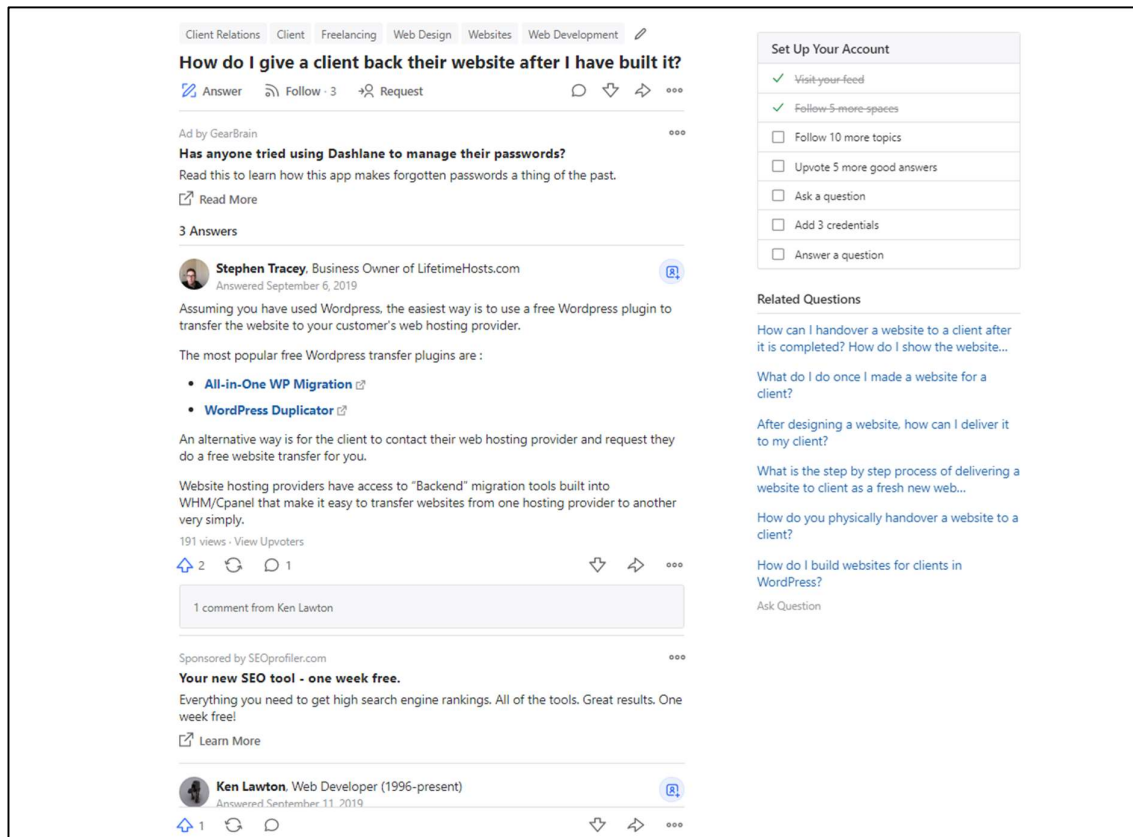 Client Relations Client Freelancing Web Design Websites Web Development
How do I give a client back their website after I have built it?
Answer Follow · 3 Request
Ad by GearBrain
Has anyone tried using Dashlane to manage their passwords?
Read this to learn how this app makes forgotten passwords a thing of the past.
Read More
3 Answers
Stephen Tracey, Business Owner of LifetimeHosts.com
Answered September 6, 2019
Assuming you have used Wordpress, the easiest way is to use a free Wordpress plugin to
transfer the website to your customer's web hosting provider.
The most popular free Wordpress transfer plugins are :
• All-in-One WP Migration
• WordPress Duplicator
An alternative way is for the client to contact their web hosting provider and request they
do a free website transfer for you.
Website hosting providers have access to “Backend” migration tools built into
WHM/Cpanel that make it easy to transfer websites from one hosting provider to another
very simply.
191 views · View Upvoters
2 1
1 comment from Ken Lawton
Sponsored by SEOprofiler.com
Your new SEO tool - one week free.
Everything you need to get high search engine rankings. All of the tools. Great results. One
week free!
Learn More
Ken Lawton, Web Developer (1996-present)
Answered September 11, 2019
1
Set Up Your Account
Visit your feed
Follow 5 more spaces
Follow 10 more topics
Upvote 5 more good answers
Ask a question
Add 3 credentials
Answer a question
Related Questions
How can I handover a website to a client after
it is completed? How do I show the website...
What do I do once I made a website for a
client?
After designing a website, how can I deliver it
to my client?
What is the step by step process of delivering a
website to client as a fresh new web...
How do you physically handover a website to a
client?
How do I build websites for clients in
WordPress?
Ask Question